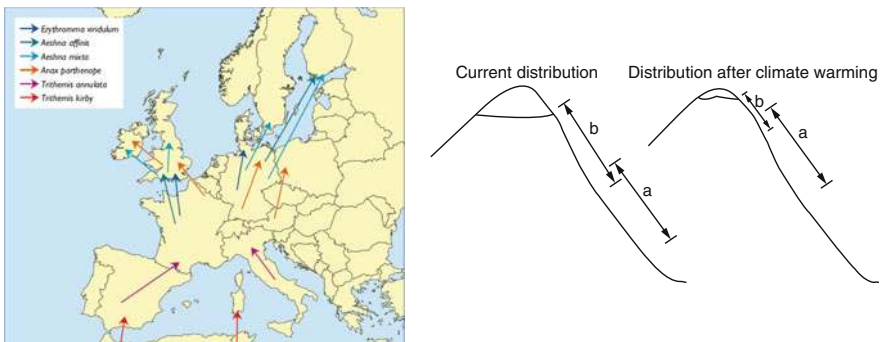 Erythromma viridulum
Aeshna affinis
Aeshna mixta
Anax parthenope
Trithemis annulata
Trithemis kirby
Current distribution
Distribution after climate warming
b
a
b
a